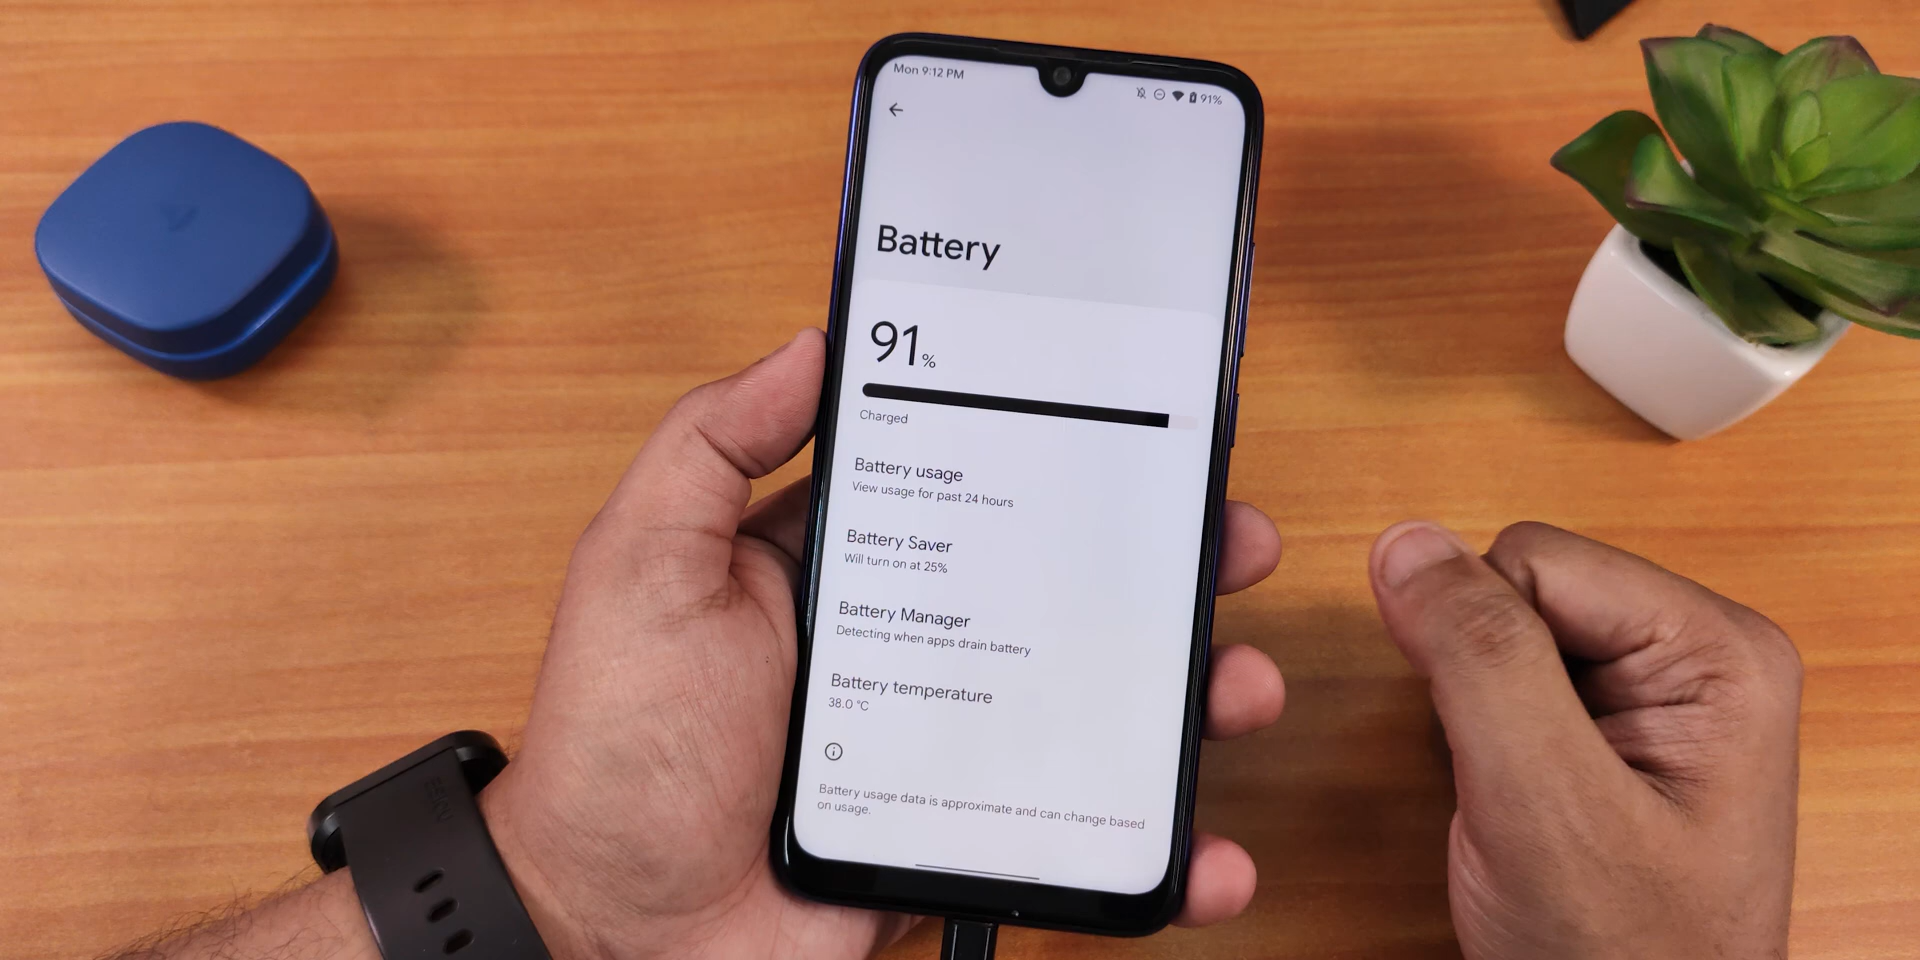 Mon 9:12 PM
91%
Battery
91%
Charged
Battery usage
View usage for past 24 hours
Battery Saver
Will turn on at 25%
Battery Manager
Detecting when apps drain battery
Battery temperature
38.0 °C
Battery usage data is approximate and can change based
on usage.